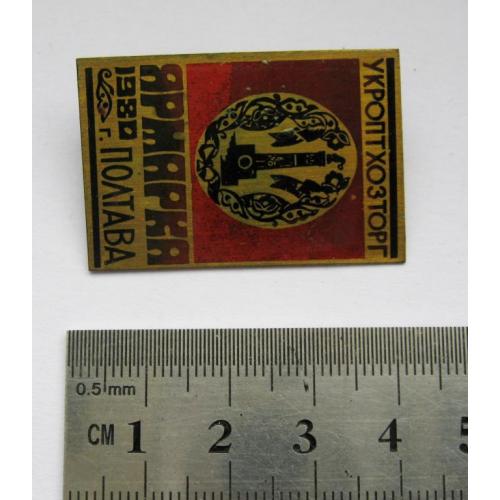 УКРОПТХОЗТОРГ
ЯРМАРКА
1980
г. ПОЛТАВА
0.5 mm
CM 1 2 3 4 5